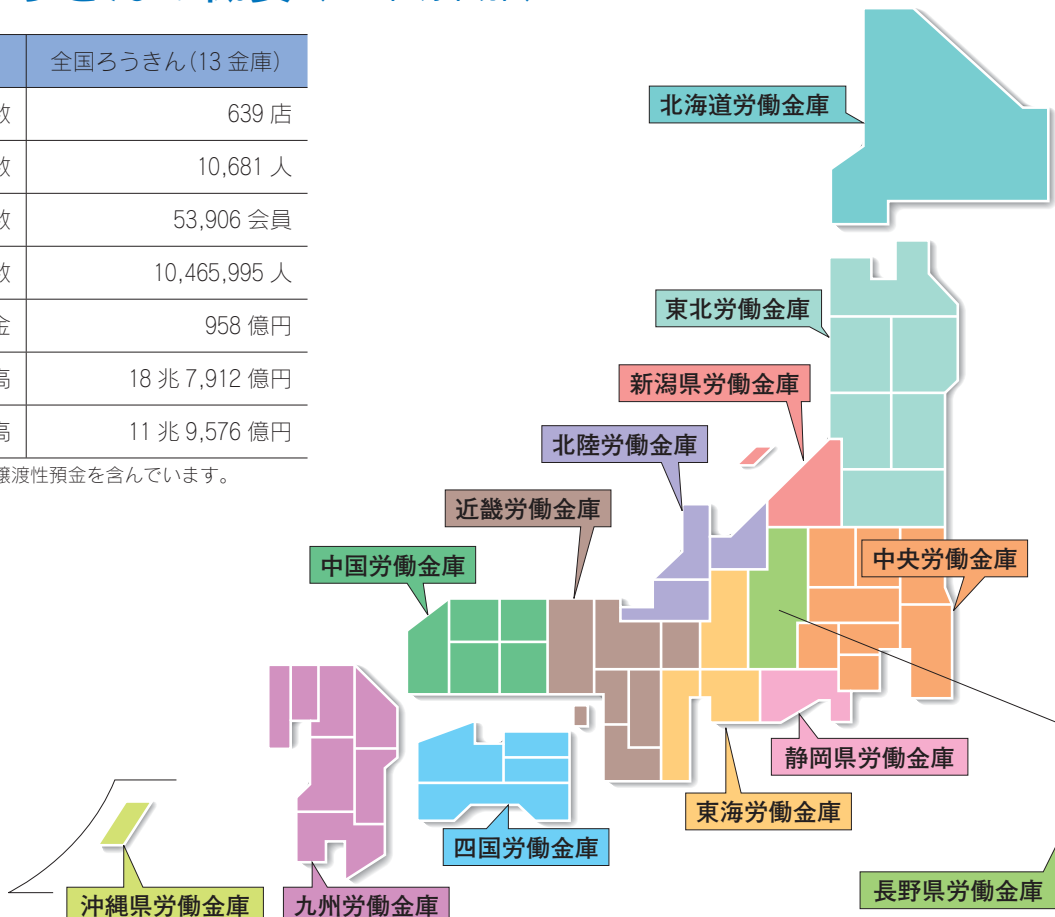 全国ろうきん(13金庫)
数 639店
数 10,681人
数 53,906会員
数 10,465,995人
金 958億円
高 18兆7,912億円
高 11兆9,576億円
譲渡性預金を含んでいます。
北海道労働金庫
東北労働金庫
新潟県労働金庫
北陸労働金庫
近畿労働金庫
中国労働金庫
中央労働金庫
静岡県労働金庫
東海労働金庫
四国労働金庫
長野県労働金庫
沖縄県労働金庫
九州労働金庫